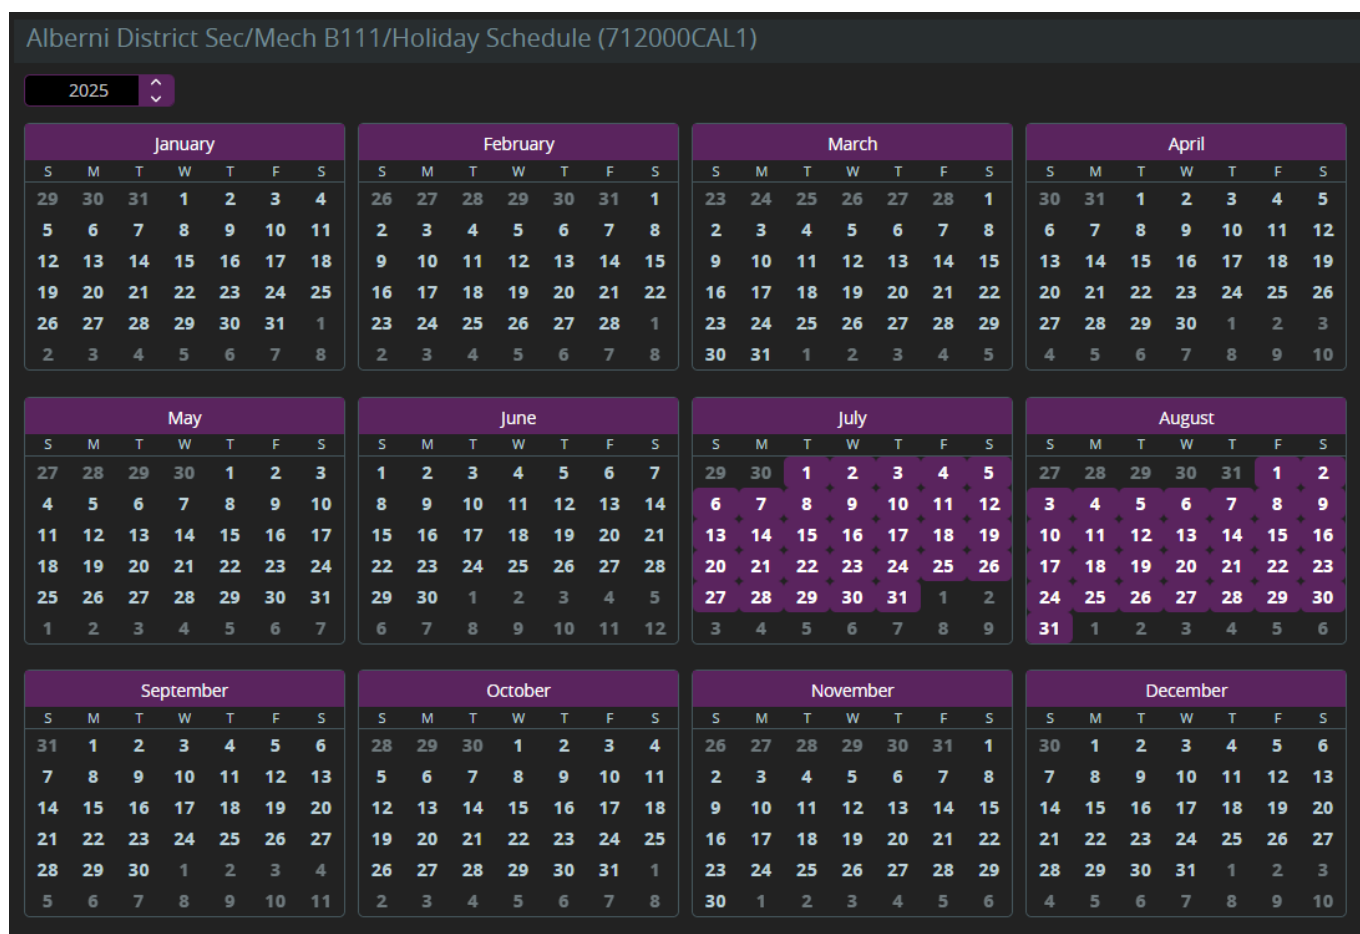 Alberni District Sec/Mech B111/Holiday Schedule (712000CAL1)
2025
January February March April
S M T W T F S S M T W T F S S M T W T F S S M T W T F S
29 30 31 1 2 3 4 26 27 28 29 30 31 1 23 24 25 26 27 28 1 30 31 1 2 3 4 5
5 6 7 8 9 10 11 2 3 4 5 6 7 8 2 3 4 5 6 7 8 6 7 8 9 10 11 12
12 13 14 15 16 17 18 9 10 11 12 13 14 15 9 10 11 12 13 14 15 13 14 15 16 17 18 19
19 20 21 22 23 24 25 16 17 18 19 20 21 22 16 17 18 19 20 21 22 20 21 22 23 24 25 26
26 27 28 29 30 31 1 23 24 25 26 27 28 1 23 24 25 26 27 28 29 27 28 29 30 1 2 3
2 3 4 5 6 7 8 2 3 4 5 6 7 8 30 31 1 2 3 4 5 4 5 6 7 8 9 10
May June July August
S M T W T F S S M T W T F S S M T W T F S S M T W T F S
27 28 29 30 1 2 3 1 2 3 4 5 6 7 29 30 1 2 3 4 5 27 28 29 30 31 1 2
4 5 6 7 8 9 10 8 9 10 11 12 13 14 6 7 8 9 10 11 12 3 4 5 6 7 8 9
11 12 13 14 15 16 17 15 16 17 18 19 20 21 13 14 15 16 17 18 19 10 11 12 13 14 15 16
18 19 20 21 22 23 24 22 23 24 25 26 27 28 20 21 22 23 24 25 26 17 18 19 20 21 22 23
25 26 27 28 29 30 31 29 30 1 2 3 4 5 27 28 29 30 31 1 2 24 25 26 27 28 29 30
1 2 3 4 5 6 7 6 7 8 9 10 11 12 3 4 5 6 7 8 9 31 1 2 3 4 5 6
September October November December
S M T W T F S S M T W T F S S M T W T F S S M T W T F S
31 1 2 3 4 5 6 28 29 30 1 2 3 4 26 27 28 29 30 31 1 30 1 2 3 4 5 6
7 8 9 10 11 12 13 5 6 7 8 9 10 11 2 3 4 5 6 7 8 7 8 9 10 11 12 13
14 15 16 17 18 19 20 12 13 14 15 16 17 18 9 10 11 12 13 14 15 14 15 16 17 18 19 20
21 22 23 24 25 26 27 19 20 21 22 23 24 25 16 17 18 19 20 21 22 21 22 23 24 25 26 27
28 29 30 1 2 3 4 26 27 28 29 30 31 1 23 24 25 26 27 28 29 28 29 30 31 1 2 3
5 6 7 8 9 10 11 2 3 4 5 6 7 8 30 1 2 3 4 5 6 4 5 6 7 8 9 10